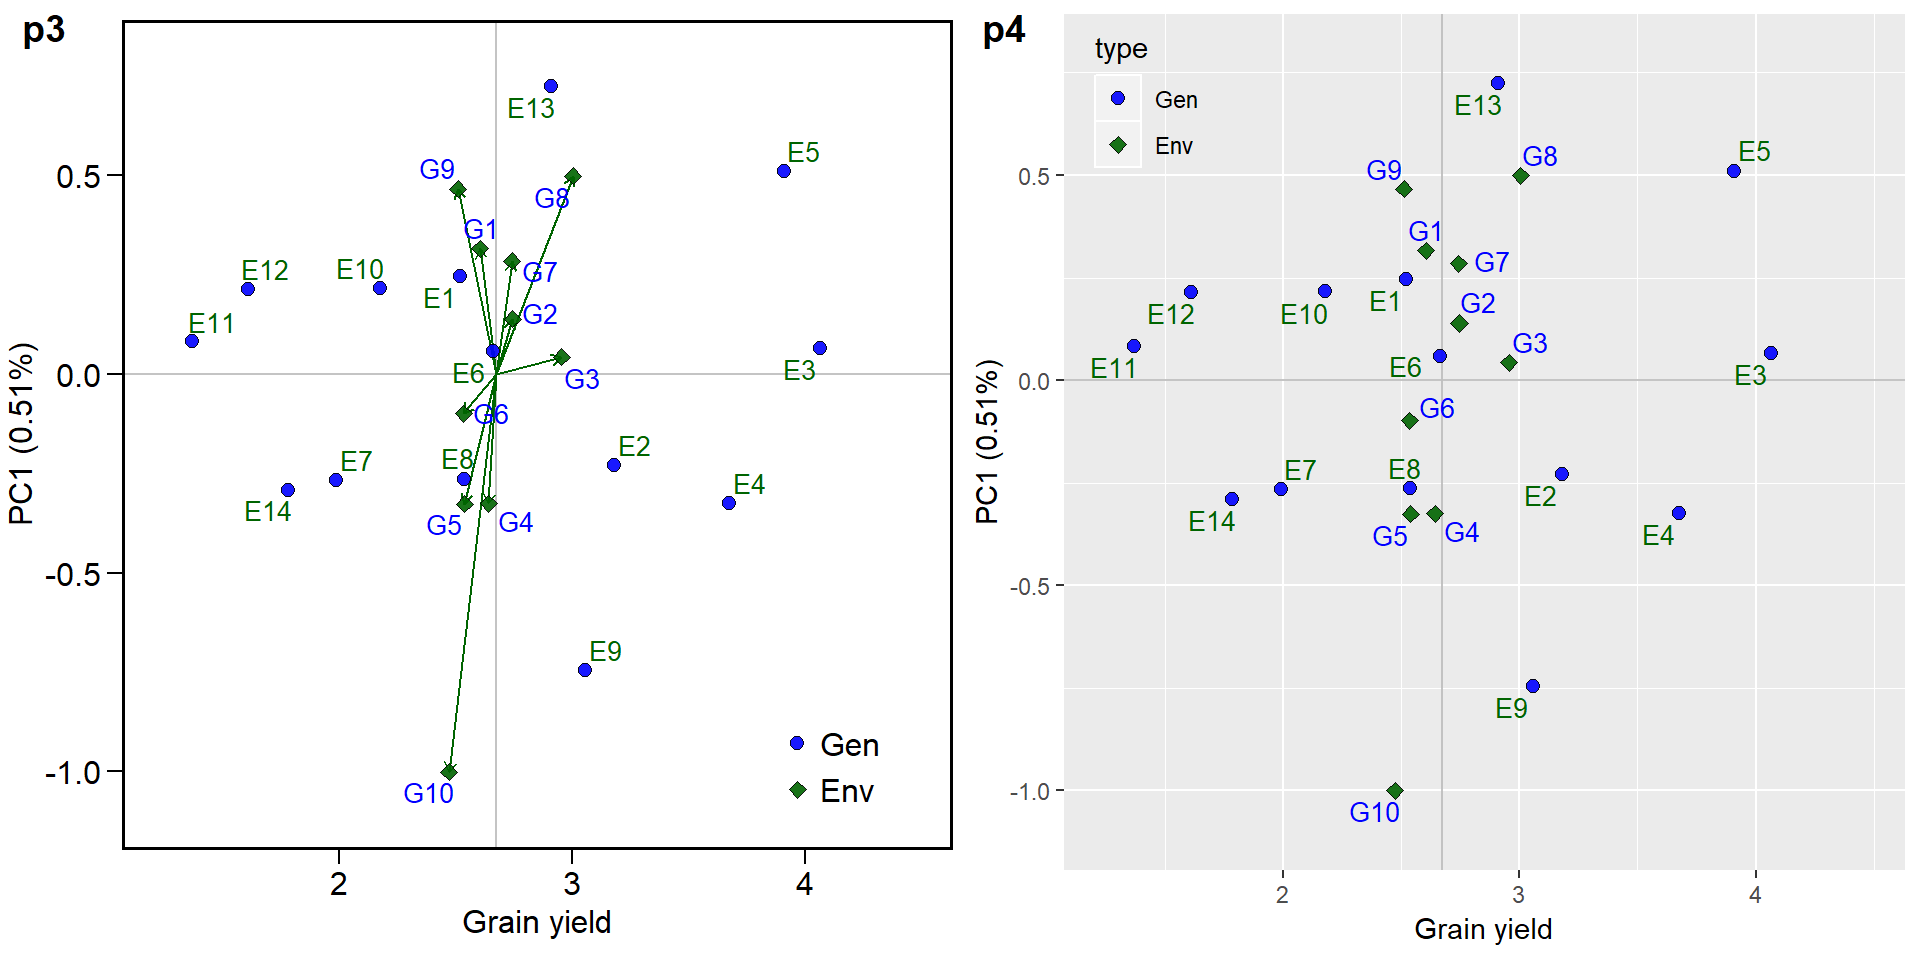 p3
E13
G9
E5
0.5
G8
G1
E12
E10
G7
E1
G2
E11
0.0
E6
G3
E3
G6
E2
E7
E8
E4
E14
G5
G4
-0.5
E9
Gen
-1.0
Env
G10
2
3
4
Grain yield
PC1 (0.51%)
p4
type
Gen
Env
E13
E5
G8
G9
0.5
G1
G7
E1
G2
E12
E10
G3
E11
E6
E3
0.0
G6
E7
E8
E2
E14
G5
G4
E4
-0.5
E9
-1.0
G10
2
3
4
Grain yield
PC1 (0.51%)